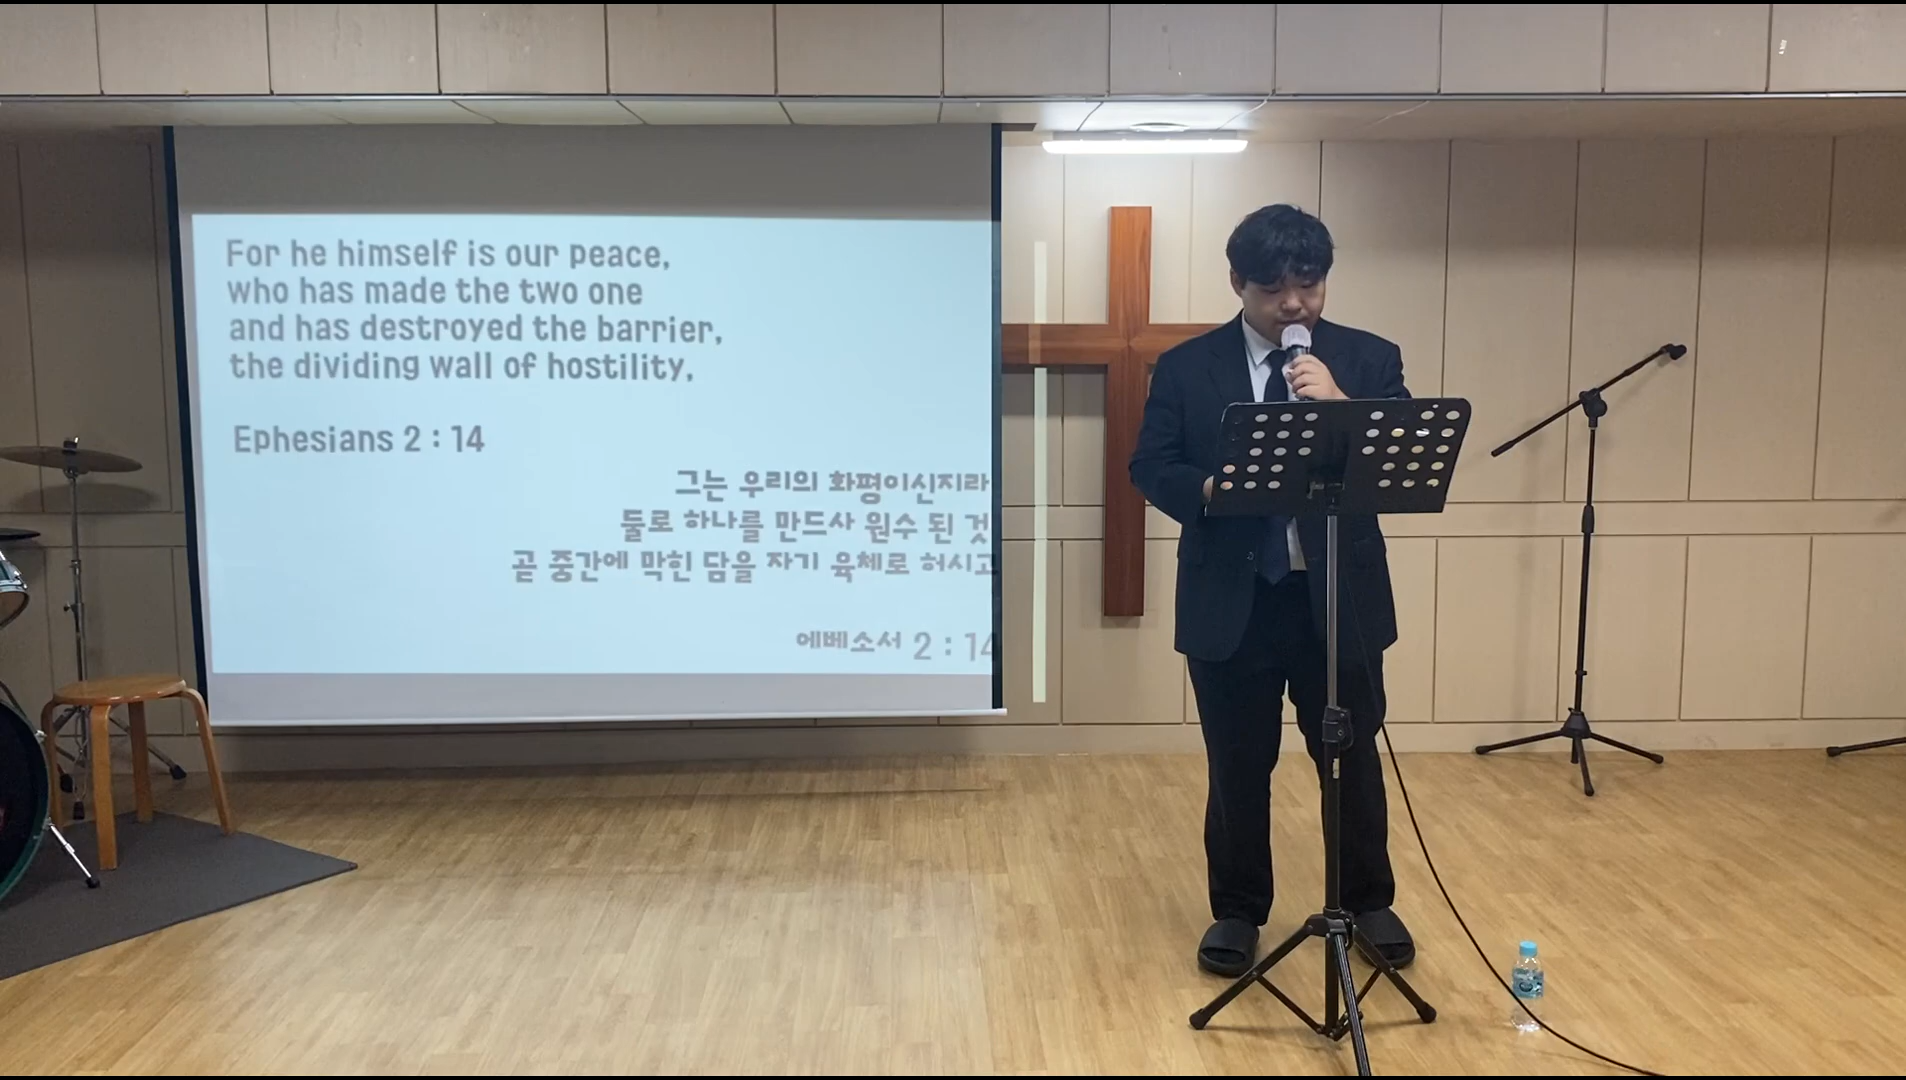 For he himself is our peace,
who has made the two one
and has destroyed the barrier,
the dividing wall of hostility,
Ephesians 2 : 14
그는 우리의 화평이신지라
둘로 하나를 만드사 원수 된 것
곧 중간에 막힌 담을 자기 육체로 허시고
에베소서 2 : 14